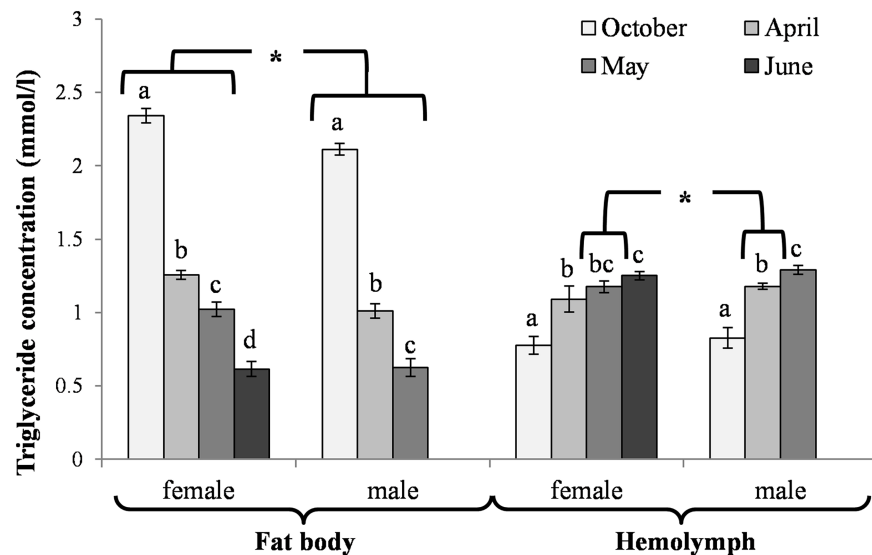 Triglyceride concentration (mmol/l)
3
2.5
2
1.5
1
0.5
0
October
April
May
June
*
a
b
c
d
a
b
c
*
a
b
bc
c
a
b
c
female
male
female
male
Fat body
Hemolymph